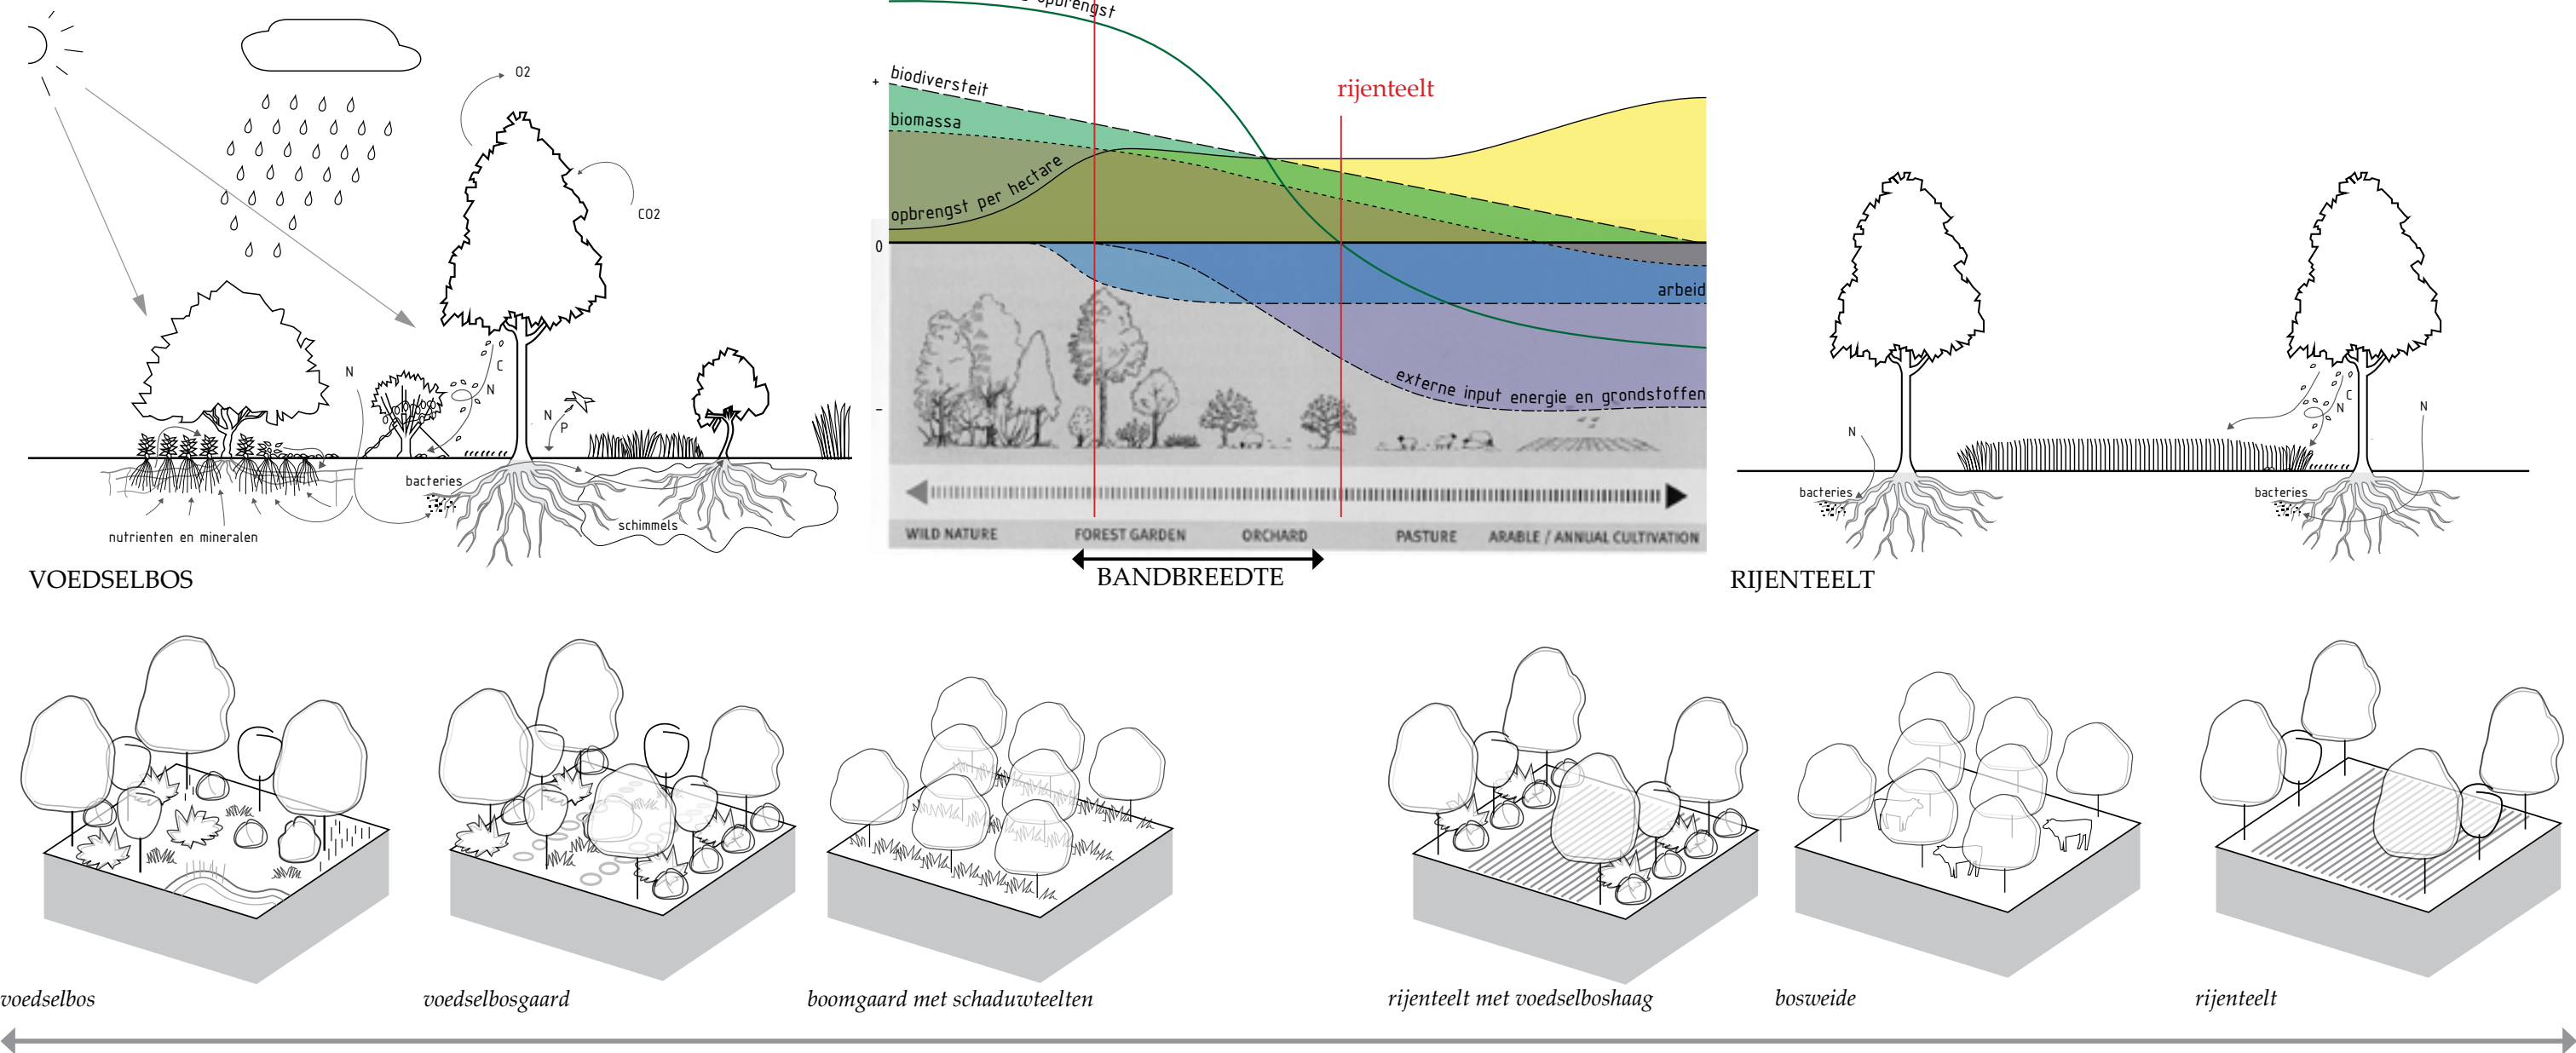 O2
CO2
C
N
N
N
P
bacteries
schimmels
nutrienten en mineralen
VOEDSELBOS
opbrengst
+
biodiversteit
biomassa
opbrengst per hectare
0
-
rijenteelt
arbeid
externe input energie en grondstoffen
WILD NATURE
FOREST GARDEN
ORCHARD
PASTURE
ARABLE / ANNUAL CULTIVATION
BANDBREEDTE
N
bacteries
C
N
N
bacteries
RIJENTEELT
voedselbos
voedselbosgaard
boomgaard met schaduwteelten
rijenteelt met voedselboshaag
bosweide
rijenteelt